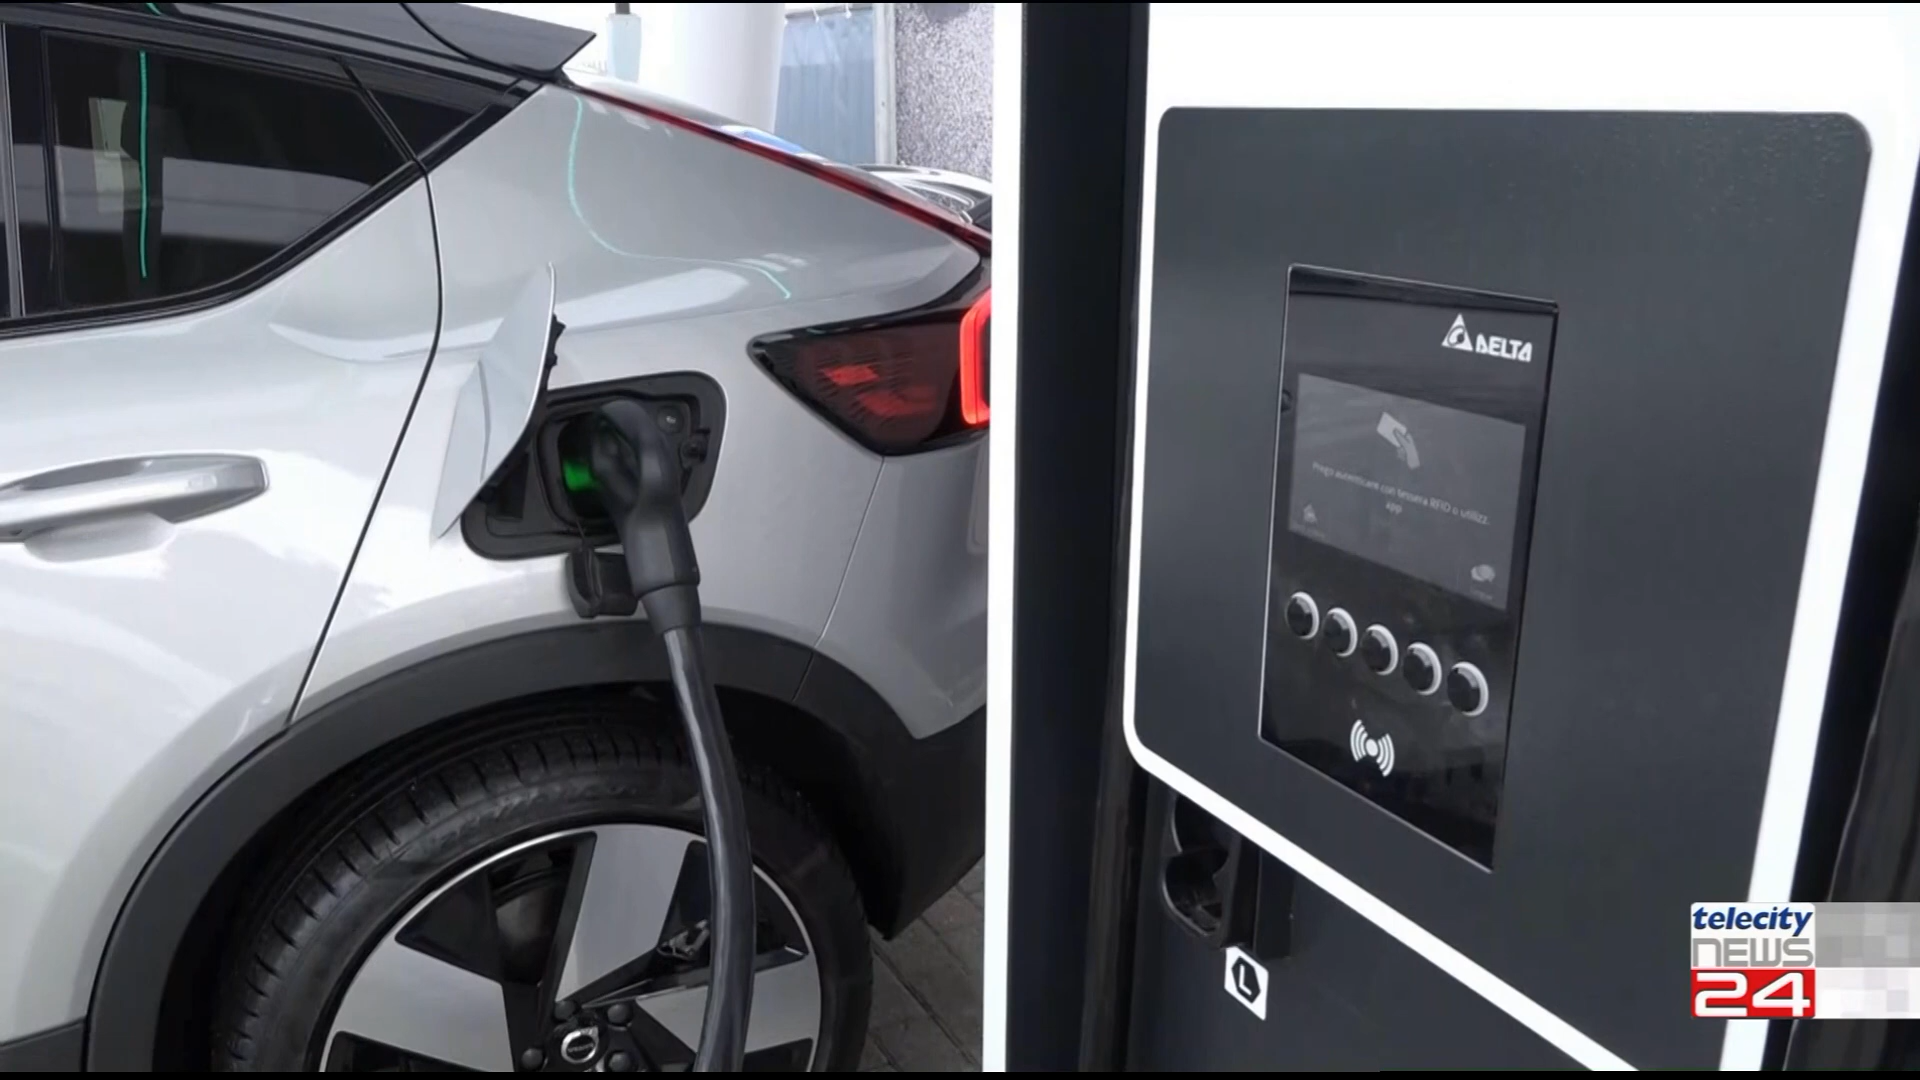 DELTA
Prego autenticare con tessera RFID o utilizz.
app
L
telecity
NEWS
24